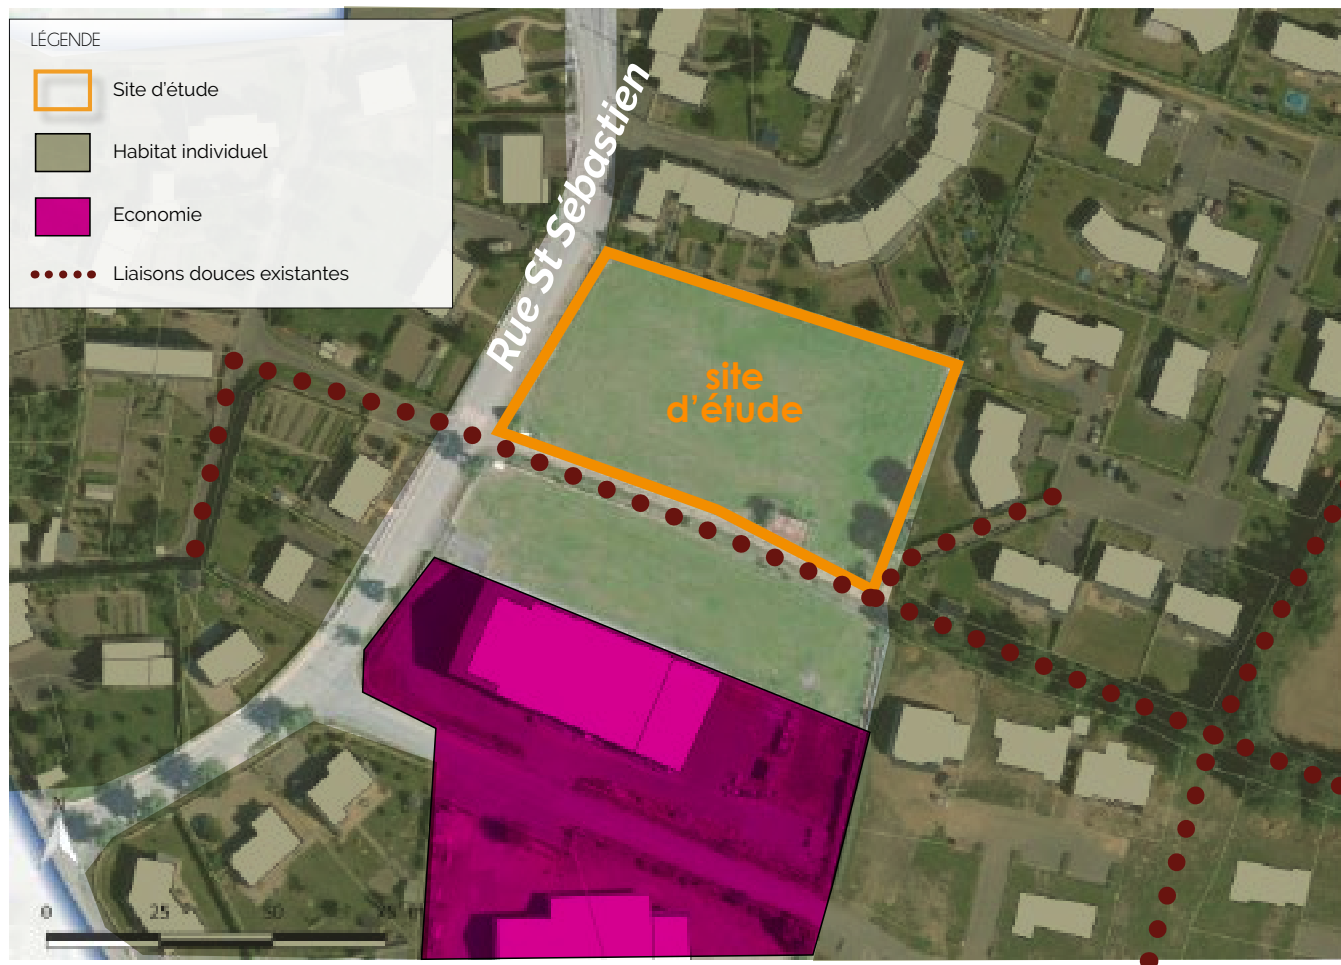 LÉGENDE
Site d'étude
Habitat individuel
Economie
Liaisons douces existantes
Rue St Sébastien
site
d'étude
N
0 25 50 75 m